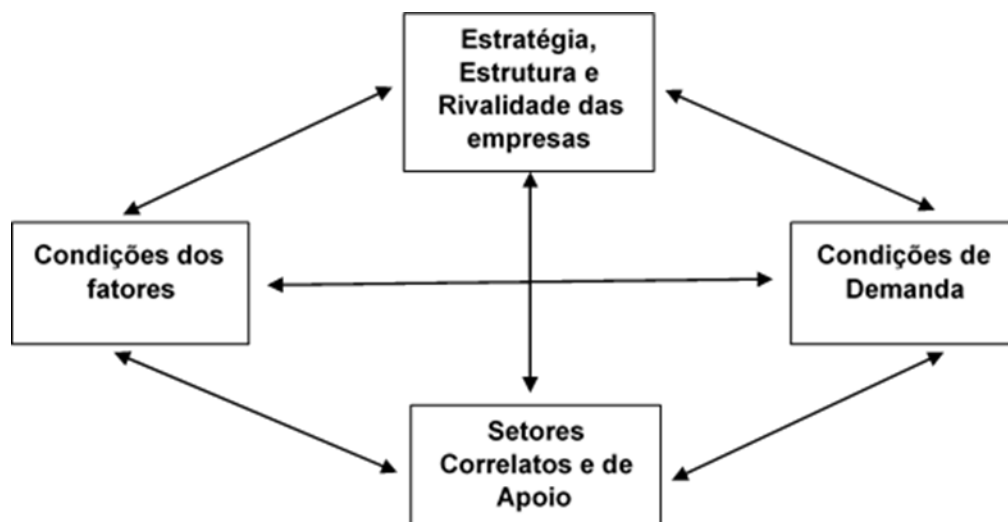 Estratégia,
Estrutura e
Rivalidade das
empresas
Condições dos
fatores
Condições de
Demanda
Setores
Correlatos e de
Apoio